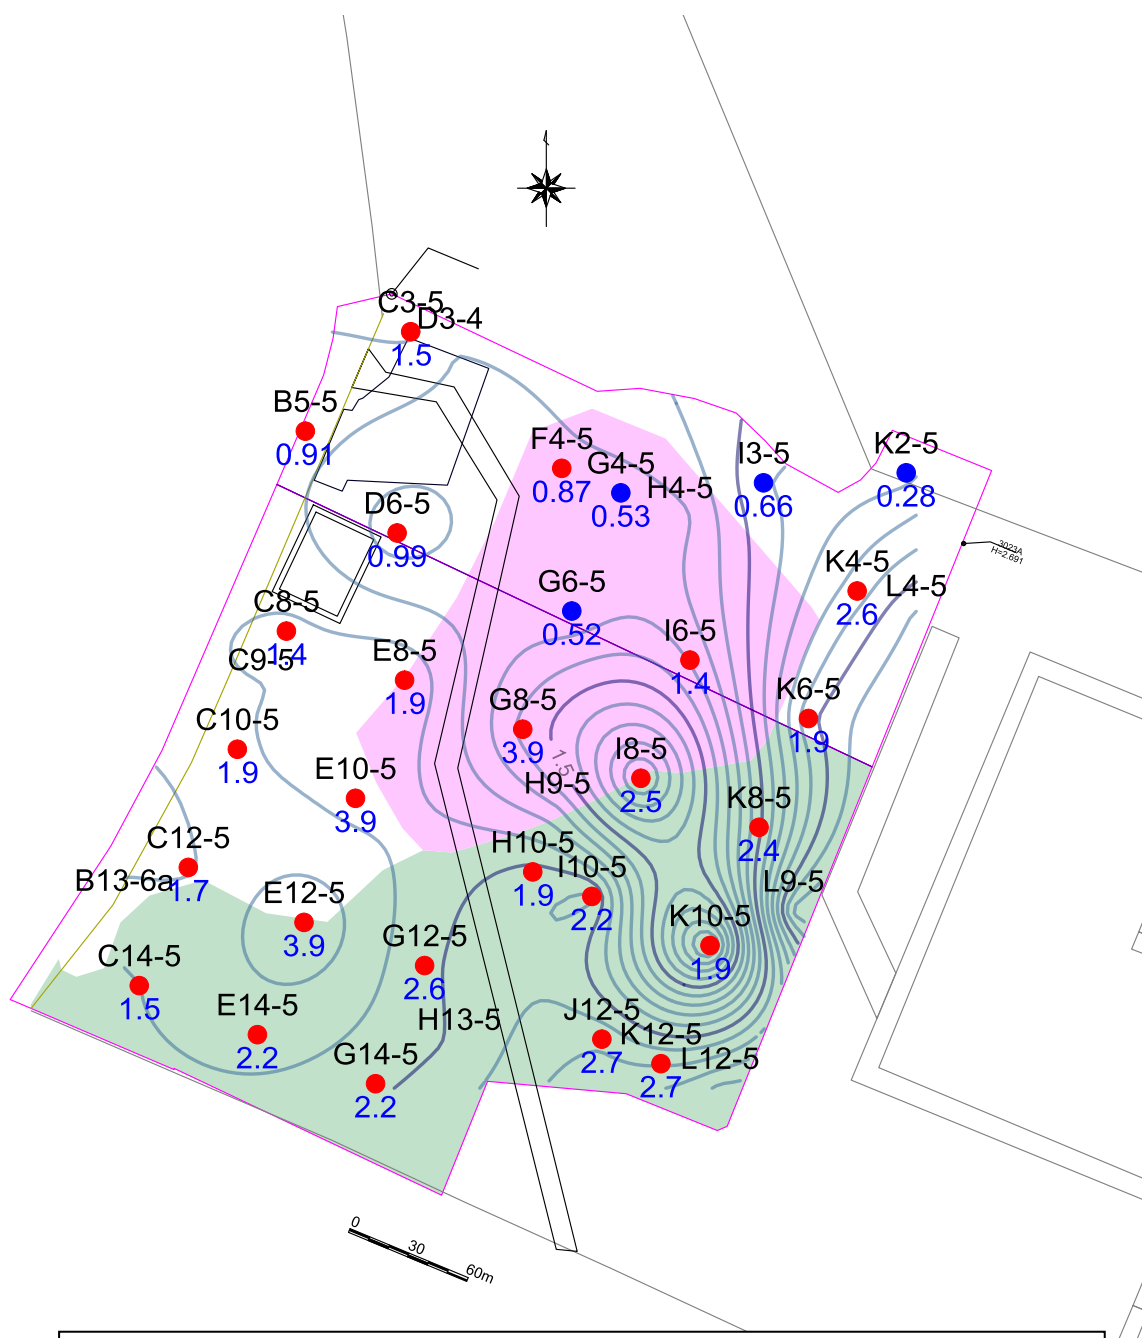 C3-5
D3-4
1.5
B5-5
0.91
F4-5
0.87
G4-5
0.53
H4-5
I3-5
0.66
K2-5
0.28
D6-5
0.99
3023A
H=2.691
K4-5
2.6
L4-5
G6-5
0.52
C8-5
1.4
C9-5
I6-5
1.4
E8-5
1.9
G8-5
3.9
K6-5
1.9
C10-5
1.9
1.5
I8-5
2.5
H9-5
E10-5
3.9
K8-5
2.4
C12-5
1.7
B13-6a
H10-5
1.9
I10-5
2.2
L9-5
E12-5
3.9
K10-5
1.9
G12-5
2.6
C14-5
1.5
E14-5
2.2
H13-5
J12-5
2.7
K12-5
2.7
L12-5
G14-5
2.2
0
30
60m